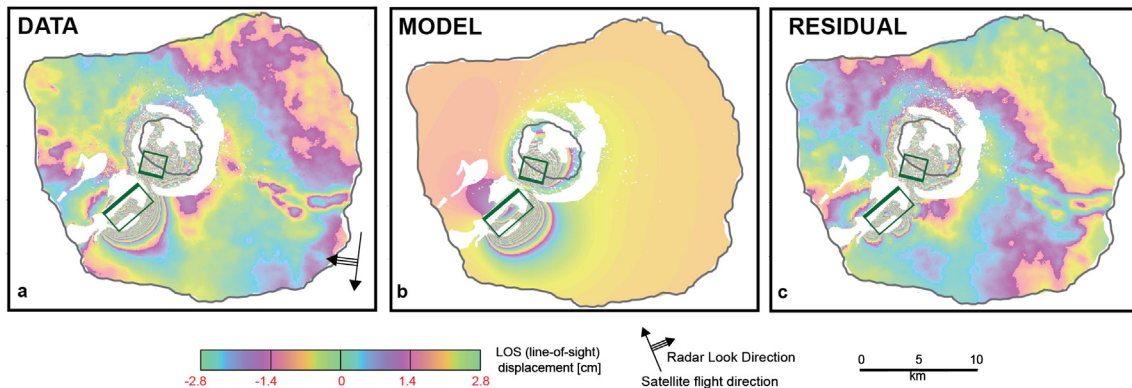 DATA
MODEL
RESIDUAL
a
b
c
LOS (line-of-sight)
displacement [cm]
-2.8
-1.4
0
1.4
2.8
Radar Look Direction
Satellite flight direction
0
5
10
km